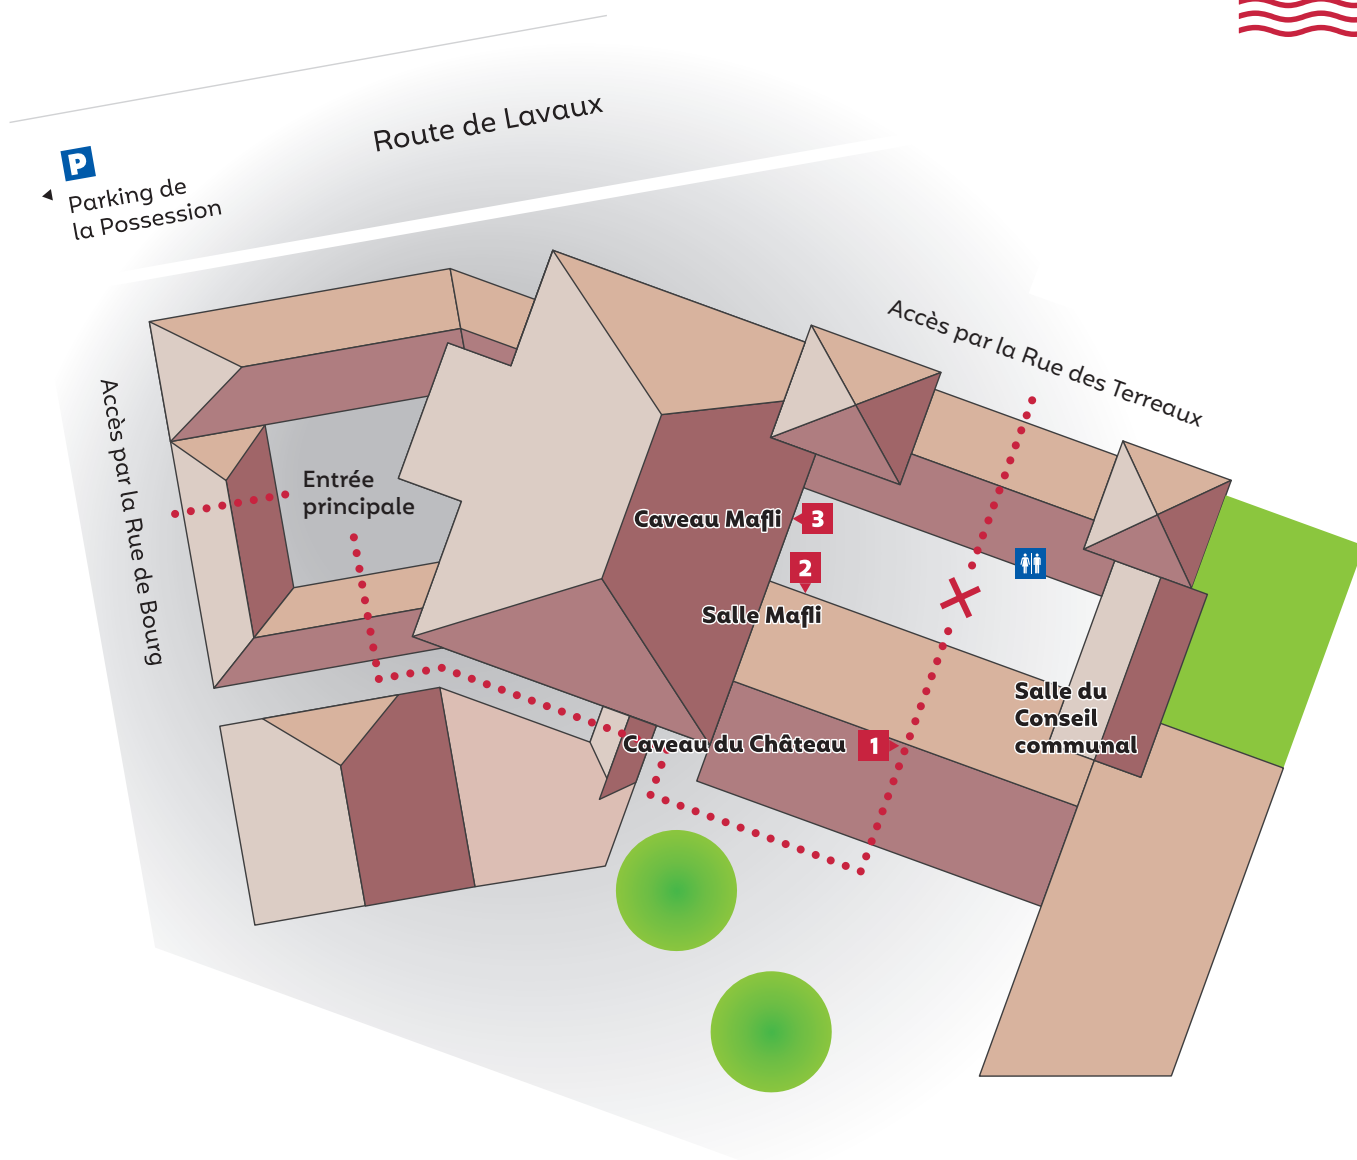 Route de Lavaux
P
Parking de
la Possession
Accès par la Rue des Terreaux
Accès par la Rue de Bourg
Entrée
principale
Caveau Mafli 3
2
Salle Mafli
Salle du
Conseil
communal
Caveau du Château 1